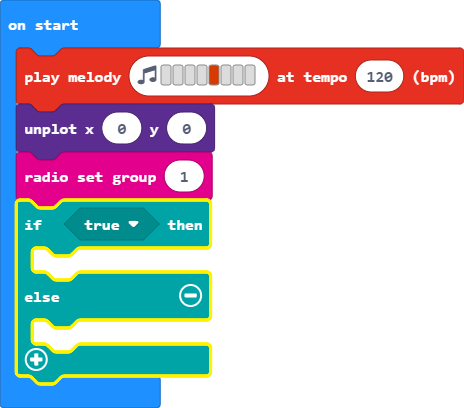 on start
play melody at tempo 120 (bpm)
unplot x 0 y 0
radio set group 1
if true then
else